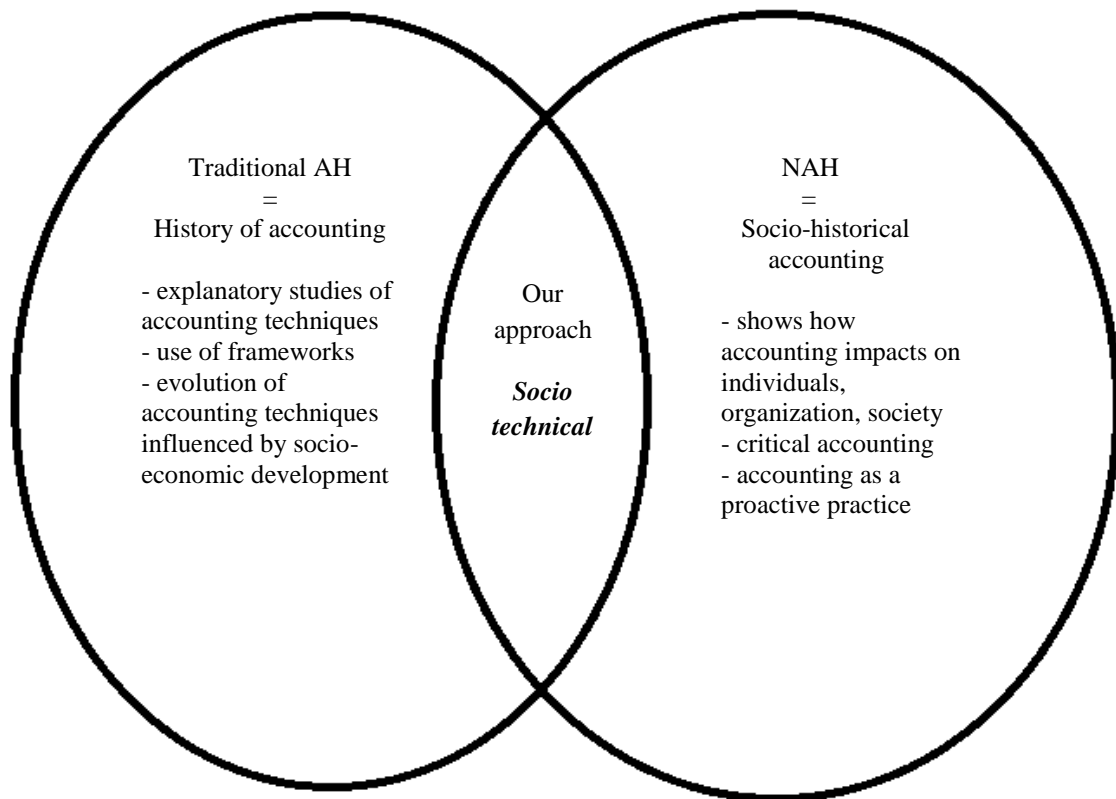 Traditional AH
=
History of accounting
- explanatory studies of
accounting techniques
- use of frameworks
- evolution of
accounting techniques
influenced by socio-
economic development
Our
approach
Socio
technical
NAH
=
Socio-historical
accounting
- shows how
accounting impacts on
individuals,
organization, society
- critical accounting
- accounting as a
proactive practice